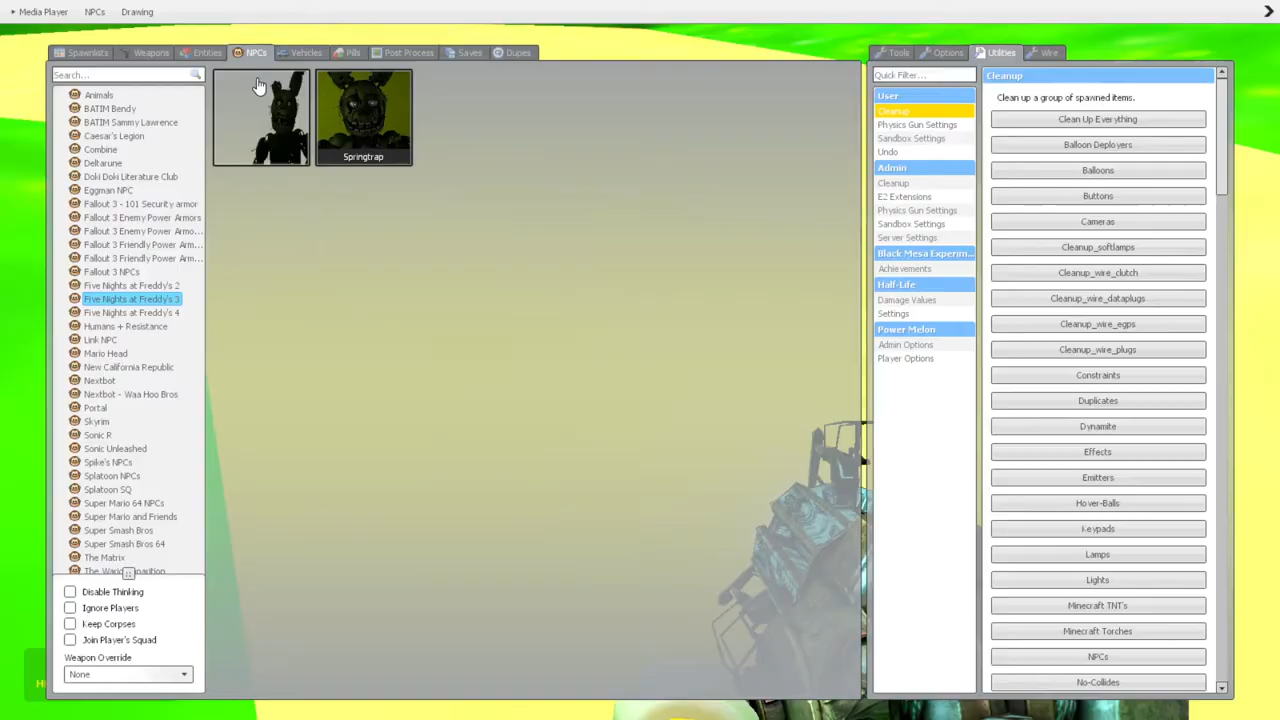 Media Player NPCs Drawing
Spawnlists Weapons Entities NPCs Vehicles Pills Post Process Saves Dupes
Search...
Animals
BATIM Bendy
BATIM Sammy Lawrence
Caesar's Legion
Combine
Deltarune
Doki Doki Literature Club
Eggman NPC
Fallout 3 - 101 Security armor
Fallout 3 Enemy Power Armors
Fallout 3 Enemy Power Armo...
Fallout 3 Friendly Power Arm...
Fallout 3 Friendly Power Arm...
Fallout 3 NPCs
Five Nights at Freddy's 2
Five Nights at Freddy's 3
Five Nights at Freddy's 4
Humans + Resistance
Link NPC
Mario Head
New California Republic
Nextbot
Nextbot - Waa Hoo Bros
Portal
Skyrim
Sonic R
Sonic Unleashed
Spike's NPCs
Splatoon NPCs
Splatoon SQ
Super Mario 64 NPCs
Super Mario and Friends
Super Smash Bros
Super Smash Bros 64
The Matrix
Disable Thinking
Ignore Players
Keep Corpses
Join Player's Squad
Weapon Override
None
Springtrap
Tools Options Utilities Wire
Quick Filter...
User
Cleanup
Physics Gun Settings
Sandbox Settings
Undo
Admin
Cleanup
E2 Extensions
Physics Gun Settings
Sandbox Settings
Server Settings
Black Mesa Experim...
Achievements
Half-Life
Damage Values
Settings
Power Melon
Admin Options
Player Options
Cleanup
Clean up a group of spawned items.
Clean Up Everything
Balloon Deployers
Balloons
Buttons
Cameras
Cleanup_softlamps
Cleanup_wire_clutch
Cleanup_wire_dataplugs
Cleanup_wire_egps
Cleanup_wire_plugs
Constraints
Duplicates
Dynamite
Effects
Emitters
Hover-Balls
Keypads
Lamps
Lights
Minecraft TNT's
Minecraft Torches
NPCs
No-Collides